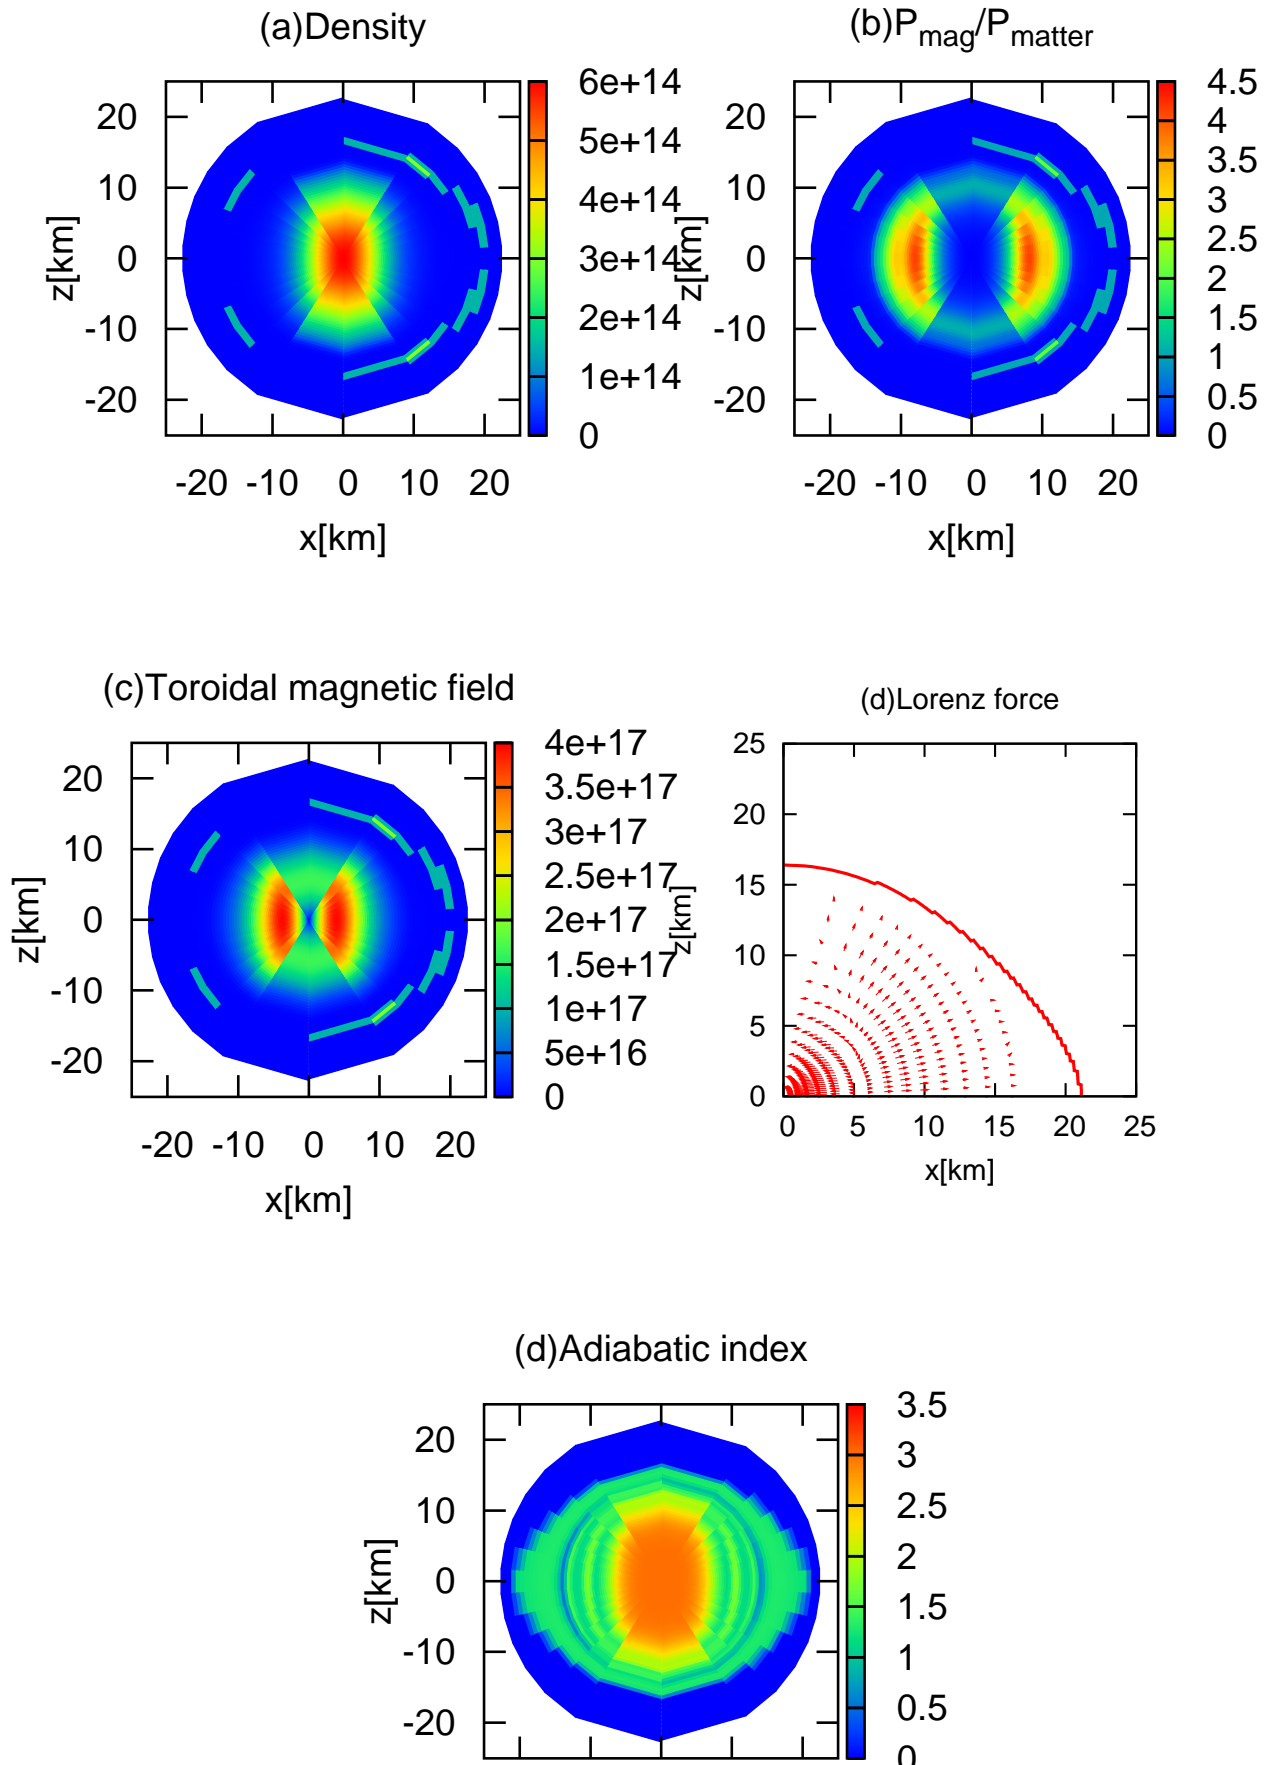 (a)Density
20
10
0
-10
-20
z[km]
-20 -10 0 10 20
x[km]
6e+14
5e+14
4e+14
3e+14
2e+14
1e+14
0
(b)Pmag/Pmatter
20
10
0
-10
-20
z[km]
-20 -10 0 10 20
x[km]
4.5
4
3.5
3
2.5
2
1.5
1
0.5
0
(c)Toroidal magnetic field
20
10
0
-10
-20
z[km]
-20 -10 0 10 20
x[km]
4e+17
3.5e+17
3e+17
2.5e+17
2e+17
1.5e+17
1e+17
5e+16
0
(d)Lorenz force
25
20
15
10
5
0
z[km]
0 5 10 15 20 25
x[km]
(d)Adiabatic index
20
10
0
-10
-20
z[km]
3.5
3
2.5
2
1.5
1
0.5
0